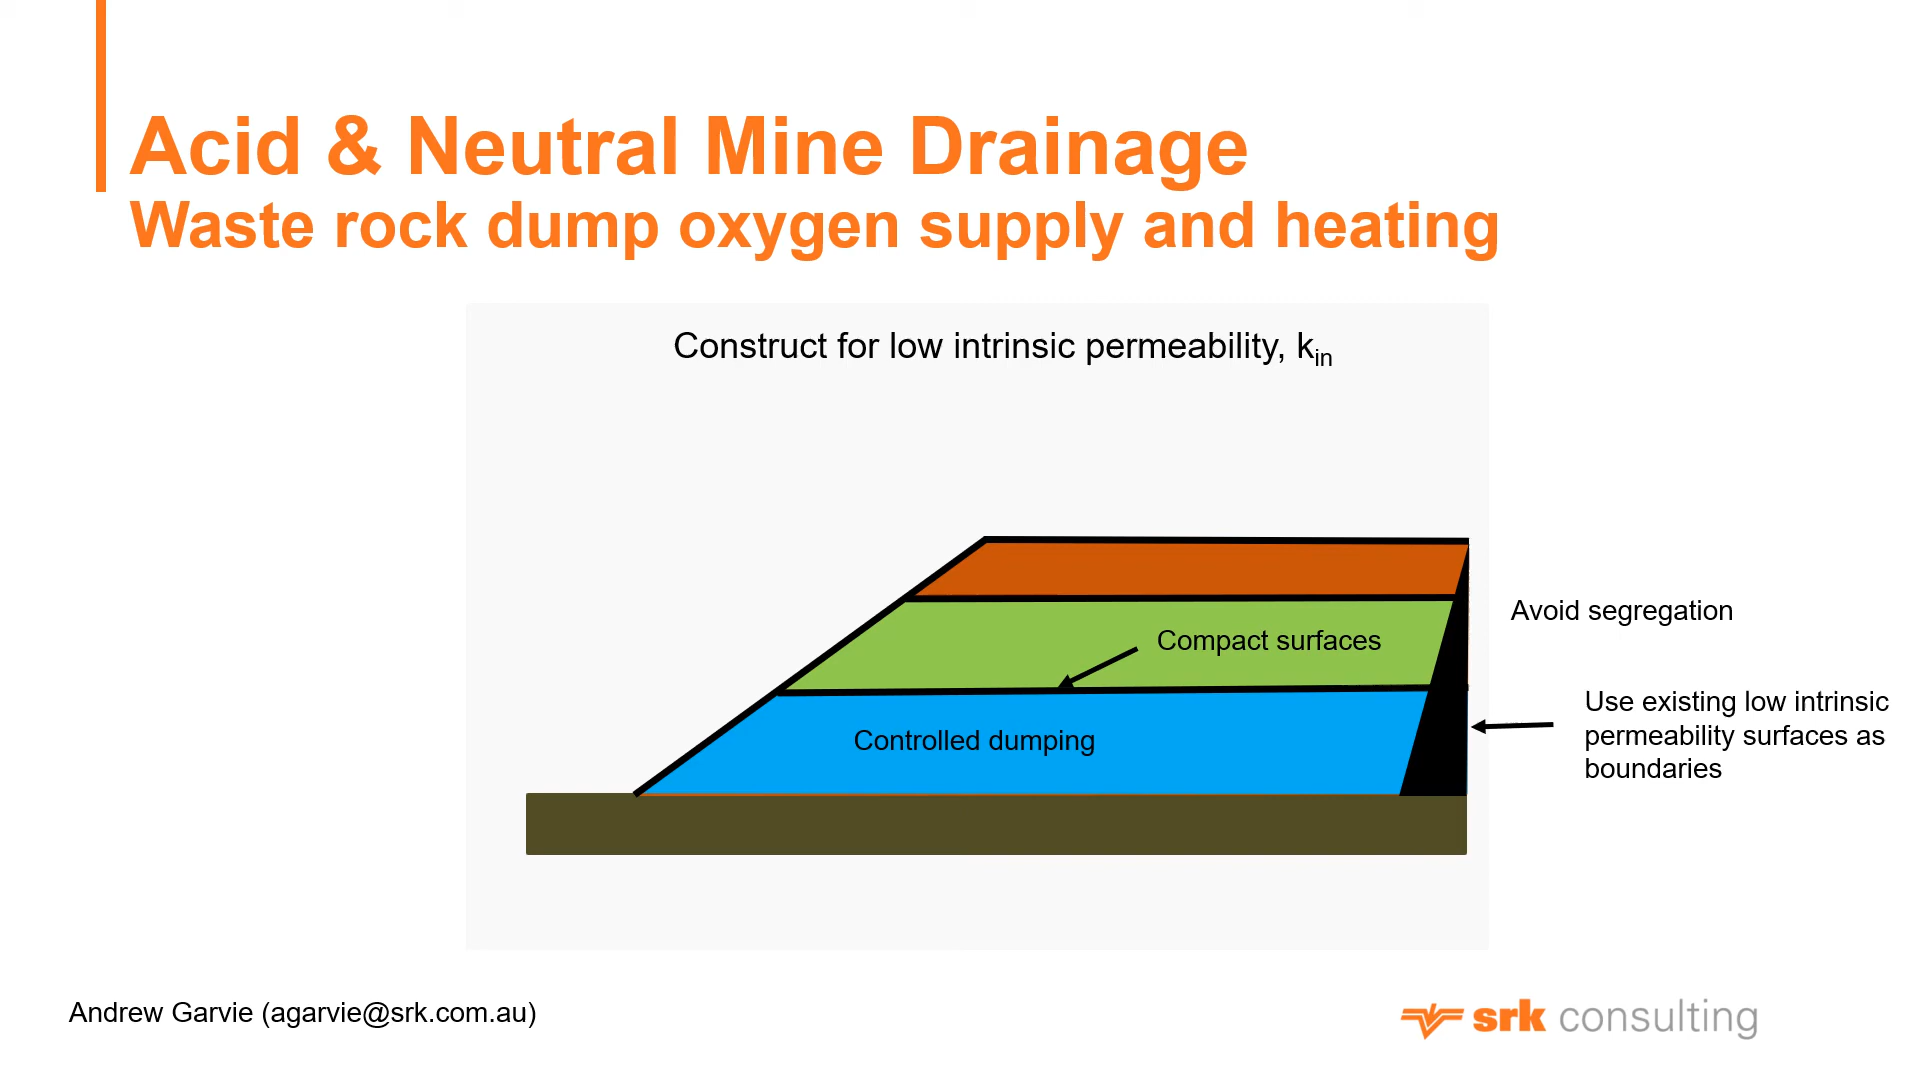 Acid & Neutral Mine Drainage
Waste rock dump oxygen supply and heating
Construct for low intrinsic permeability, kin
Avoid segregation
Compact surfaces
Use existing low intrinsic
permeability surfaces as
boundaries
Controlled dumping
Andrew Garvie (agarvie@srk.com.au)
srk consulting